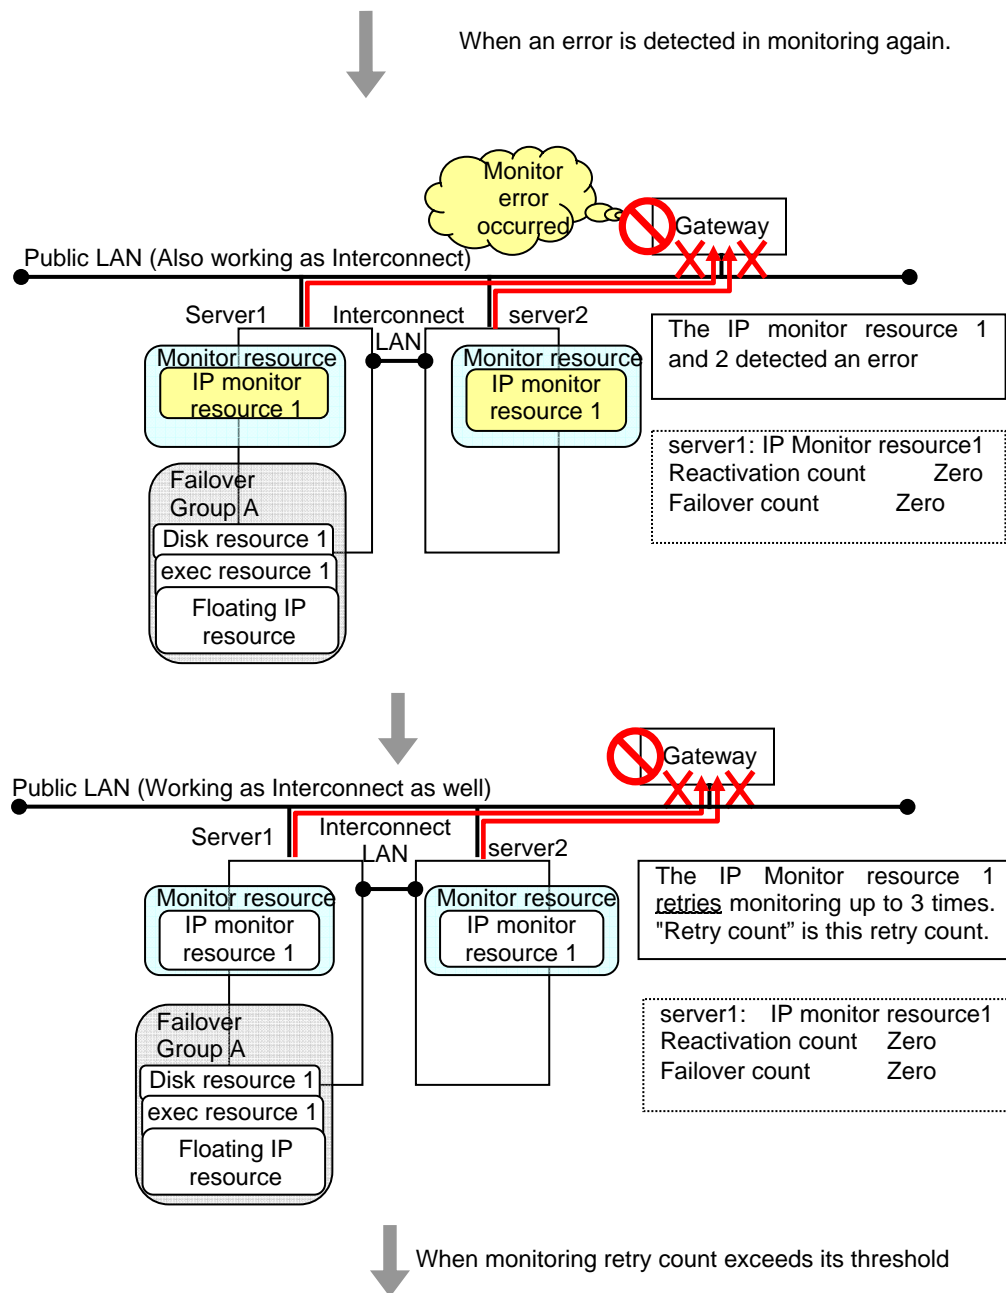 When an error is detected in monitoring again.
Monitor
error
occurred
Gateway
Public LAN (Also working as Interconnect)
Server1
Interconnect
LAN
server2
Monitor resource
IP monitor
resource 1
Monitor resource
IP monitor
resource 1
The IP monitor resource 1
and 2 detected an error
server1: IP Monitor resource1
Reactivation count Zero
Failover count Zero
Failover
Group A
Disk resource 1
exec resource 1
Floating IP
resource
Gateway
Public LAN (Working as Interconnect as well)
Server1
Interconnect
LAN
server2
Monitor resource
IP monitor
resource 1
Monitor resource
IP monitor
resource 1
The IP Monitor resource 1
retries monitoring up to 3 times.
"Retry count” is this retry count.
server1: IP monitor resource1
Reactivation count Zero
Failover count Zero
Failover
Group A
Disk resource 1
exec resource 1
Floating IP
resource
When monitoring retry count exceeds its threshold